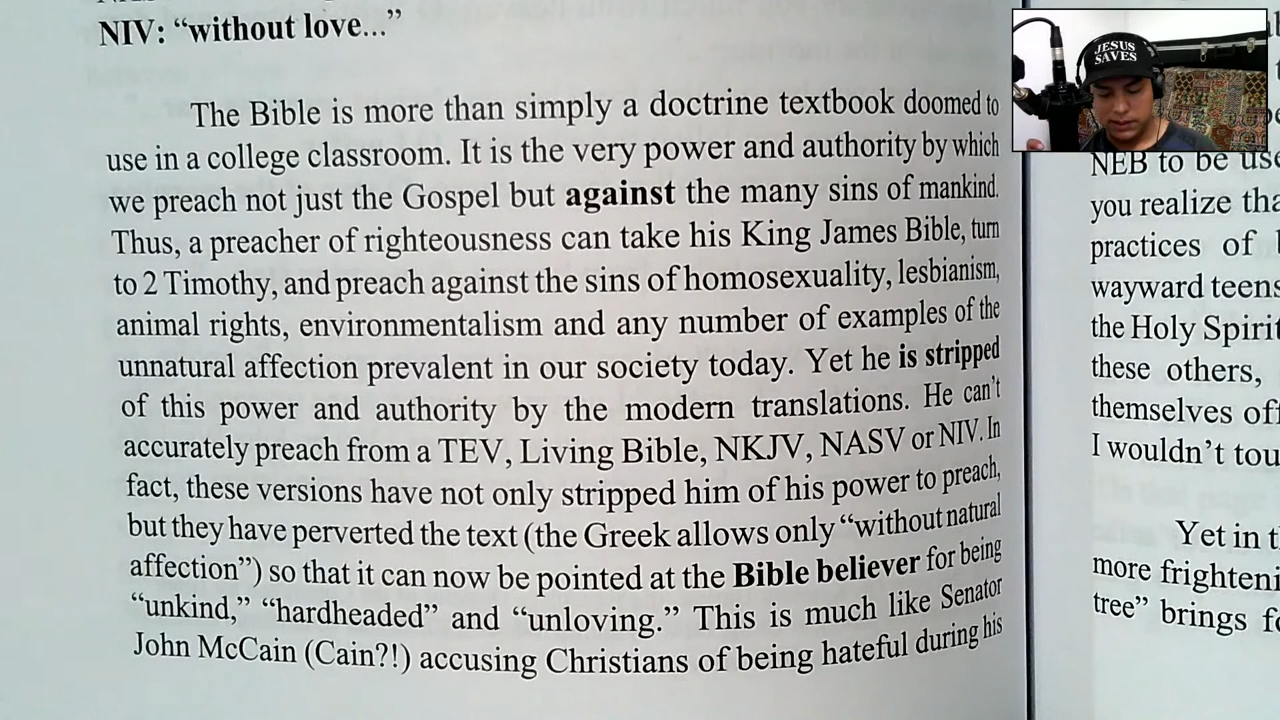 NIV: “without love...”
The Bible is more than simply a doctrine textbook doomed to
use in a college classroom. It is the very power and authority by which
we preach not just the Gospel but against the many sins of mankind.
Thus, a preacher of righteousness can take his King James Bible, turn
to 2 Timothy, and preach against the sins of homosexuality, lesbianism,
animal rights, environmentalism and any number of examples of the
unnatural affection prevalent in our society today. Yet he is stripped
of this power and authority by the modern translations. He can’t
accurately preach from a TEV, Living Bible, NKJV, NASV or NIV. In
fact, these versions have not only stripped him of his power to preach,
but they have perverted the text (the Greek allows only “without natural
affection”) so that it can now be pointed at the Bible believer for being
“unkind,” “hardheaded” and “unloving.” This is much like Senator
John McCain (Cain?!) accusing Christians of being hateful during his
JESUS
SAVES
NEB to be
you realize
practices of
wayward teens
the Holy Spirit
these others,
themselves
I wouldn’t
Yet in
more
tree” brings